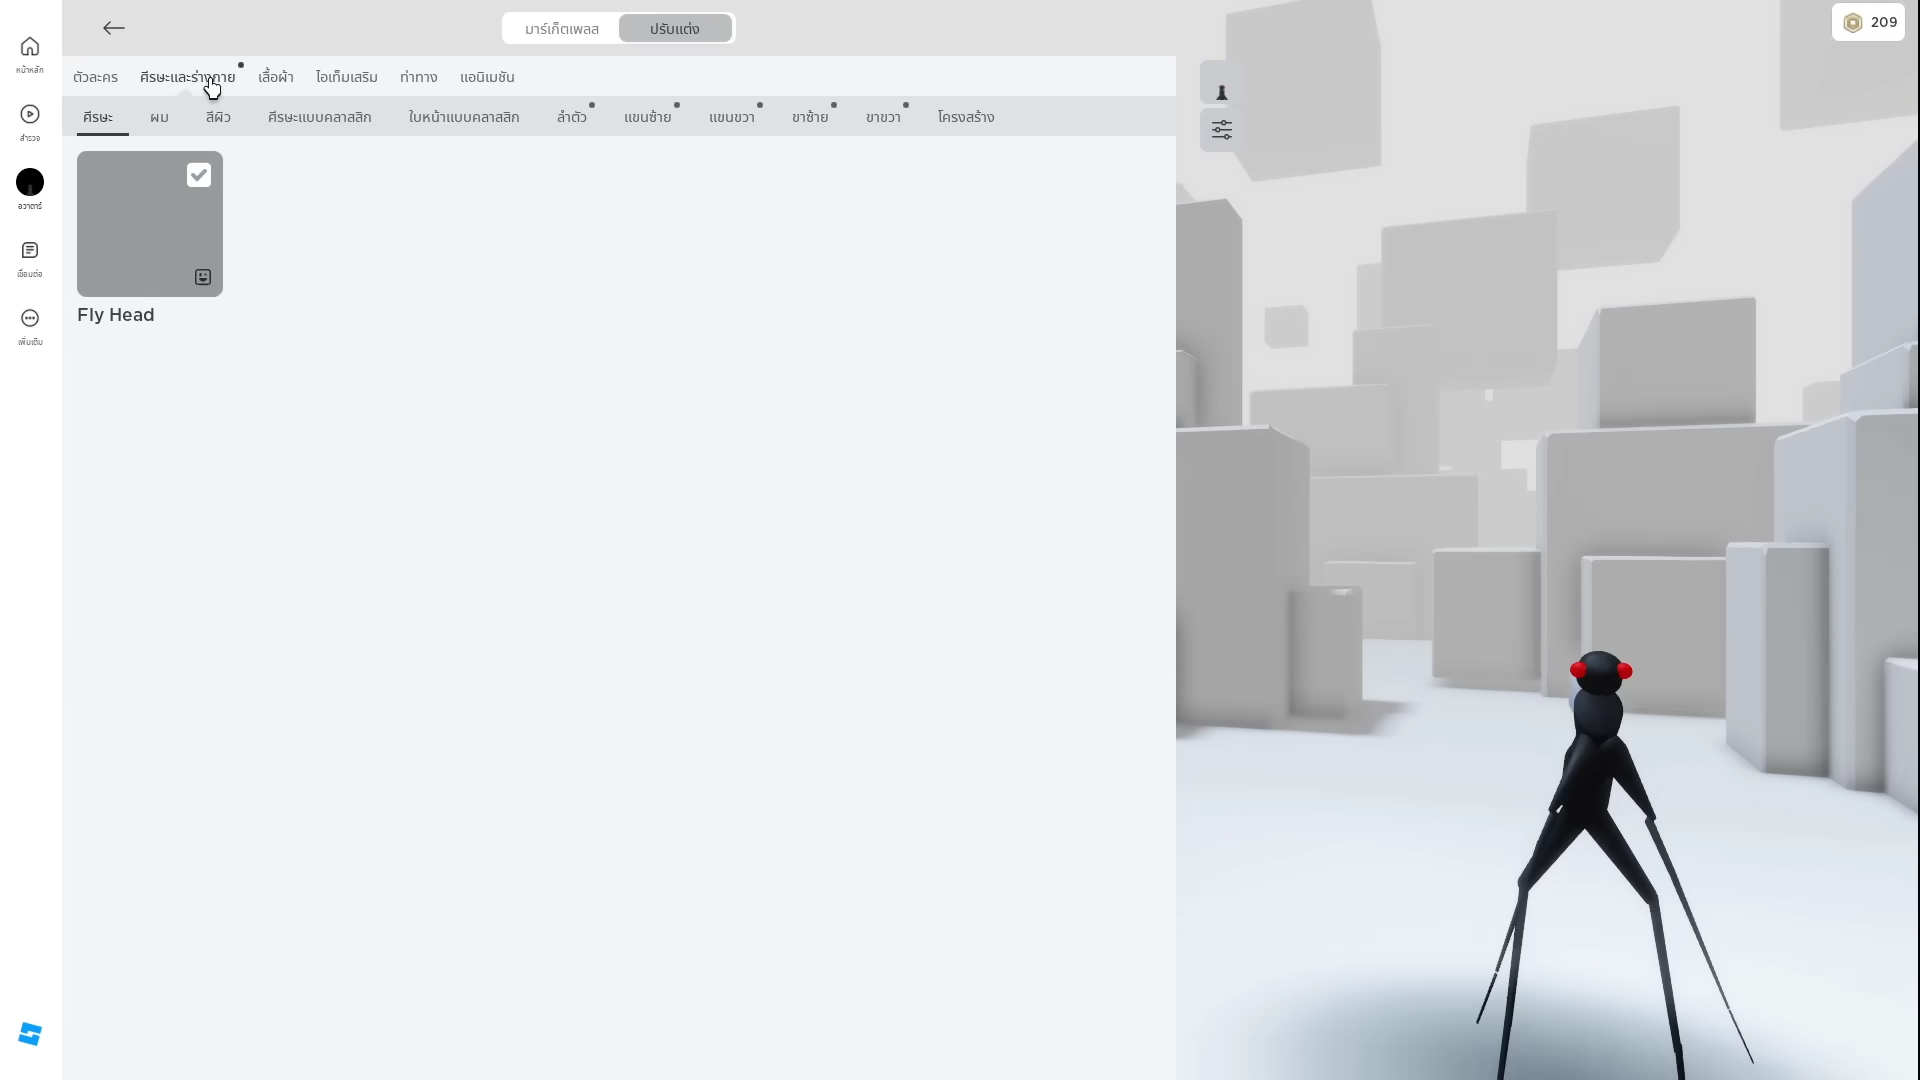 มาร์เก็ตเพลส ปรับแต่ง
209
ตัวละคร ศีรษะและร่างกาย เสื้อผ้า ไอเท็มเสริม ท่าทาง แอนิเมชัน
ศีรษะ ผม สีผิว ศีรษะแบบคลาสสิก ใบหน้าแบบคลาสสิก ลำตัว แขนซ้าย แขนขวา ขาซ้าย ขาขวา โครงสร้าง
Fly Head
หน้าหลัก
สำรวจ
อวาตาร์
เชื่อมต่อ
เพิ่มเติม